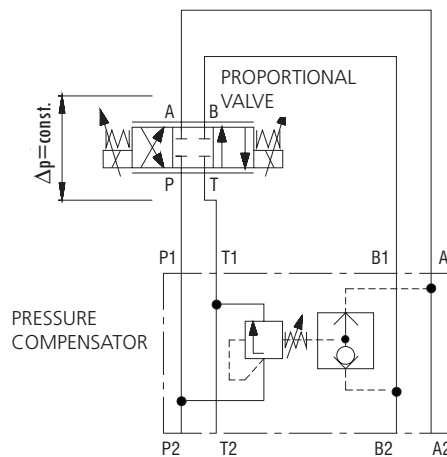 PROPORTIONAL
VALVE
A B
Δp=const.
P T
P1 T1 B1 A
PRESSURE
COMPENSATOR
P2 T2 B2 A2